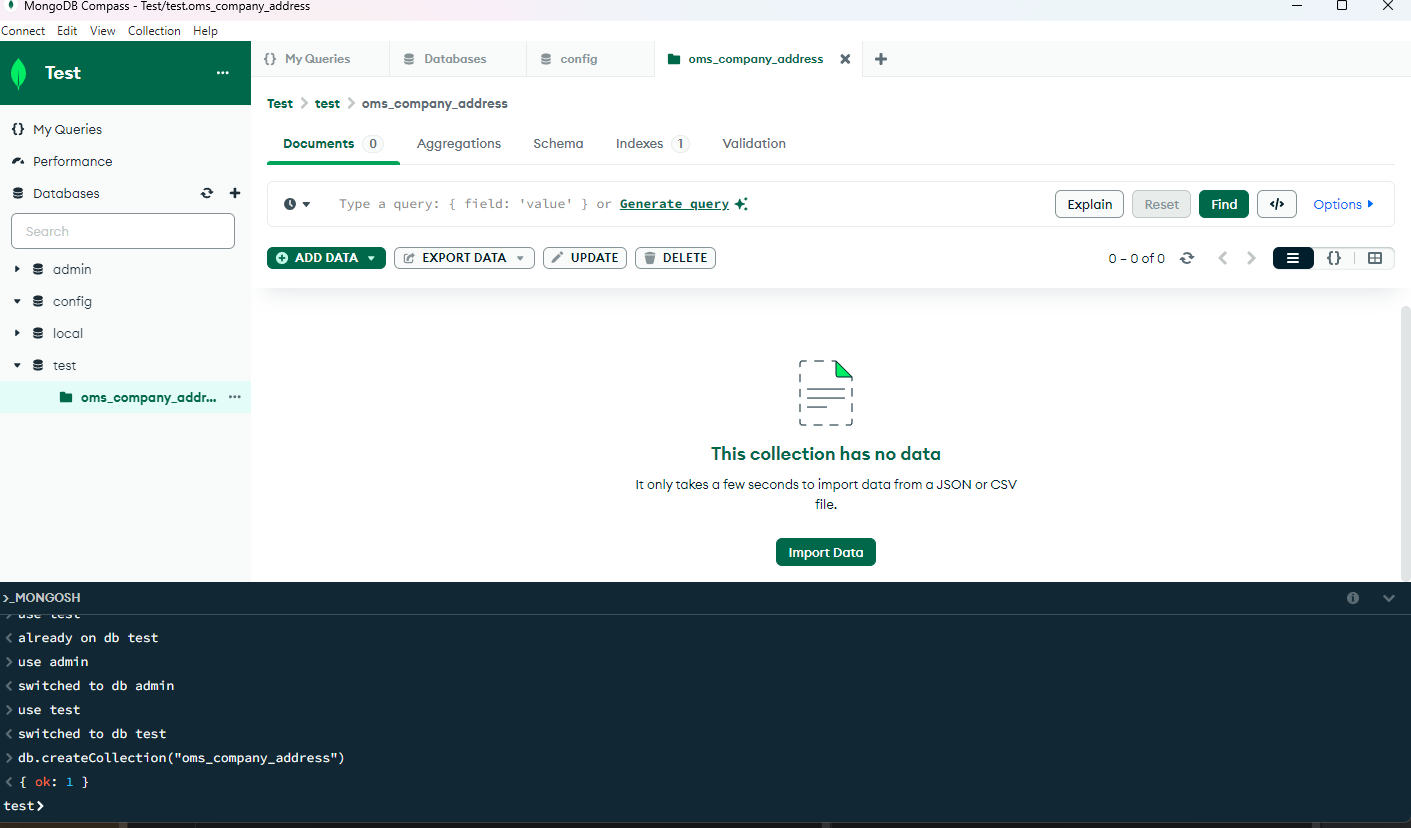 MongoDB Compass - Test/test.oms_company_address
Connect Edit View Collection Help
Test
My Queries
Performance
Databases
Search
admin
config
local
test
oms_company_addr...
{} My Queries Databases config oms_company_address
Test > test > oms_company_address
Documents 0 Aggregations Schema Indexes 1 Validation
Type a query: { field: 'value' } or Generate query
Explain Reset Find </> Options
ADD DATA EXPORT DATA UPDATE DELETE
0 – 0 of 0 {}
This collection has no data
It only takes a few seconds to import data from a JSON or CSV
file.
Import Data
>_MONGOSH
> use test
< already on db test
> use admin
< switched to db admin
> use test
< switched to db test
> db.createCollection("oms_company_address")
< { ok: 1 }
test>